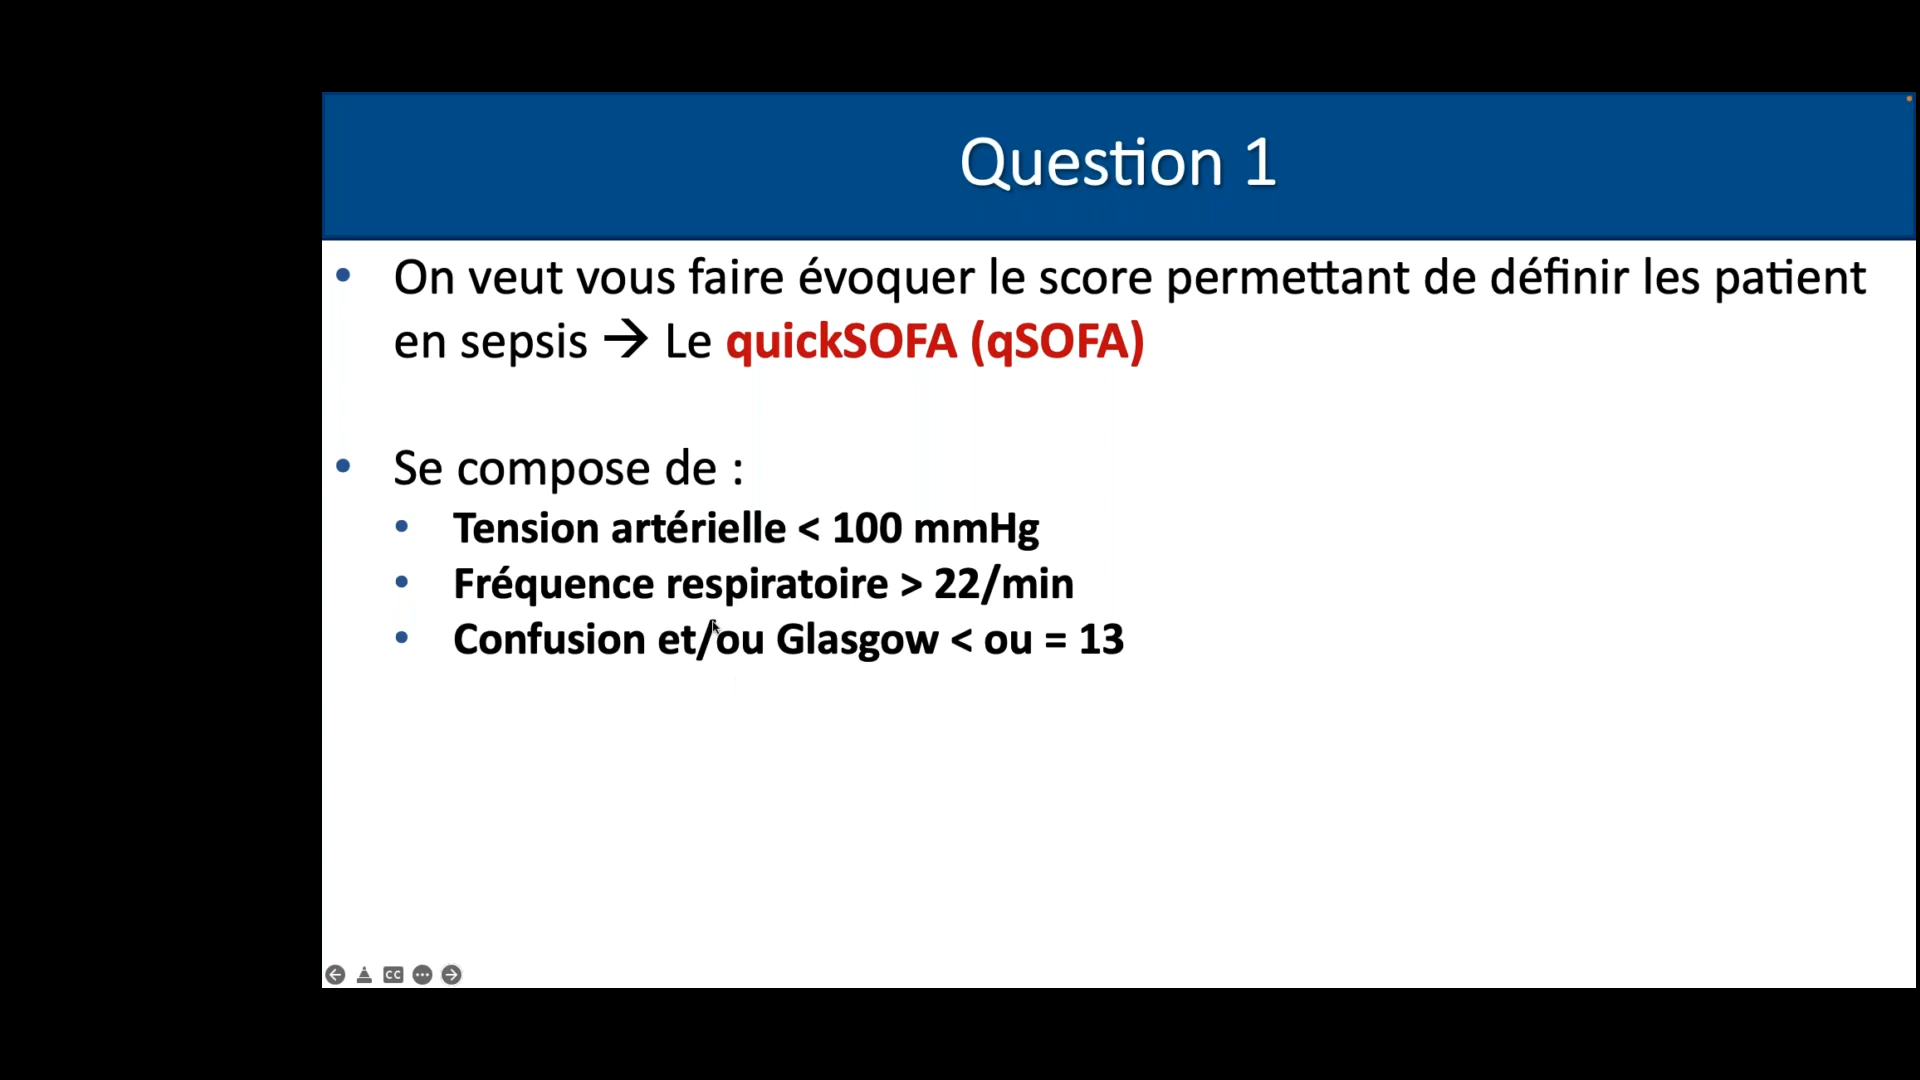 Question 1
• On veut vous faire évoquer le score permettant de définir les patient
en sepsis → Le quickSOFA (qSOFA)
• Se compose de :
• Tension artérielle < 100 mmHg
• Fréquence respiratoire > 22/min
• Confusion et/ou Glasgow < ou = 13
CC